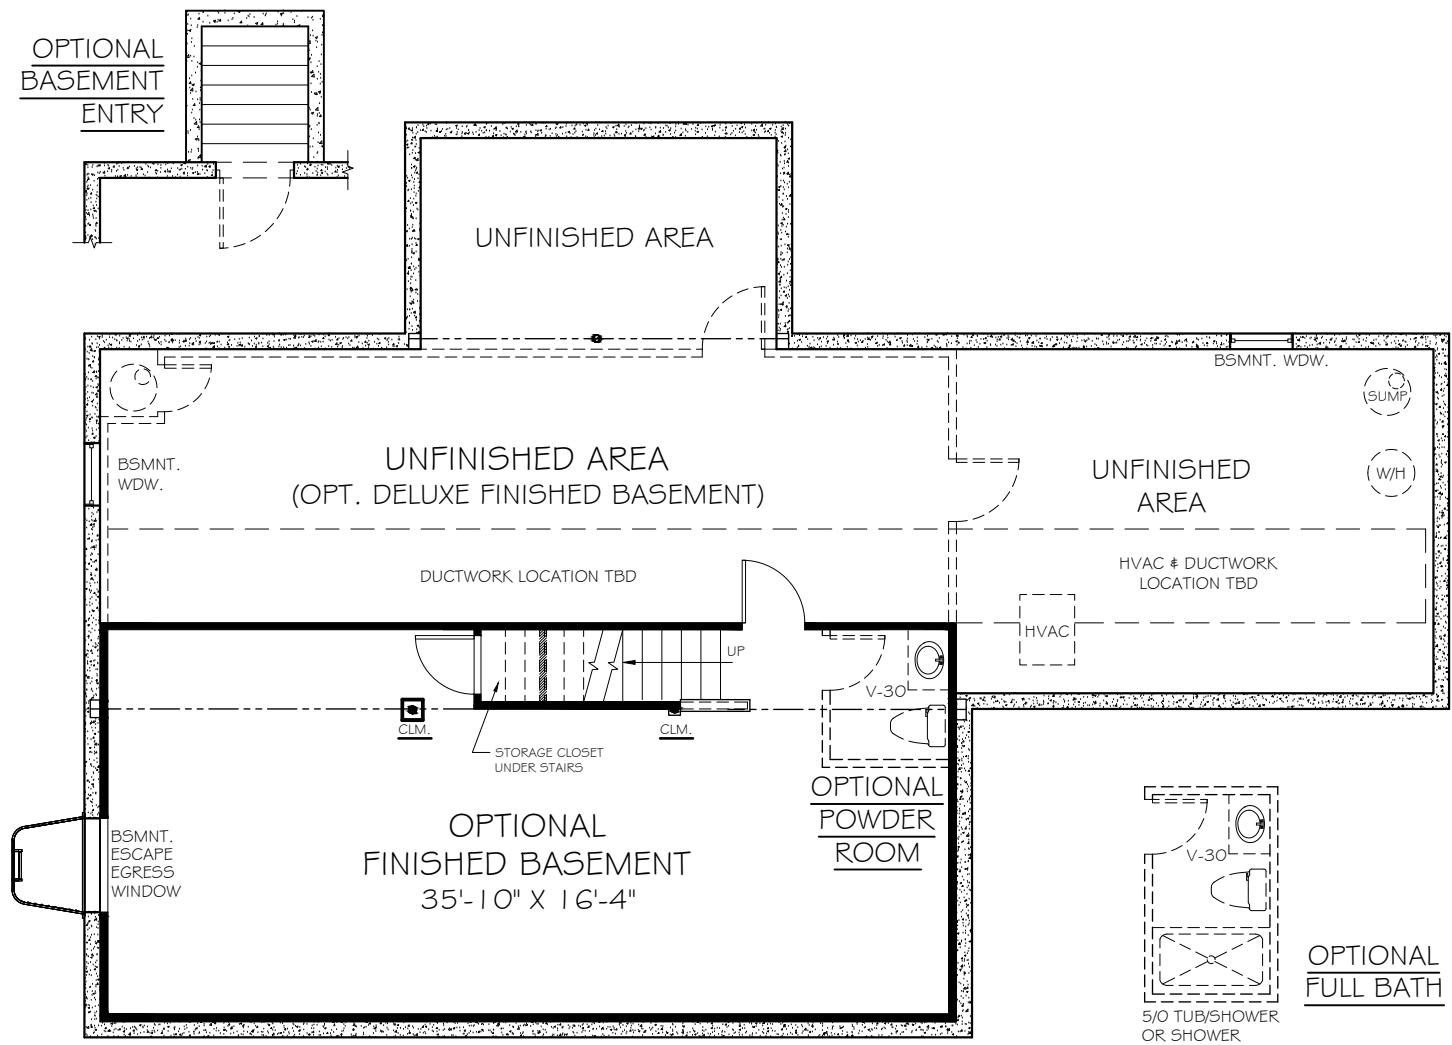 OPTIONAL
BASEMENT
ENTRY
UNFINISHED AREA
BSMNT. WDW.
SUMP
W/H
BSMNT.
WDW.
UNFINISHED AREA
(OPT. DELUXE FINISHED BASEMENT)
UNFINISHED
AREA
DUCTWORK LOCATION TBD
HVAC & DUCTWORK
LOCATION TBD
HVAC
UP
V-30
CLM.
CLM.
STORAGE CLOSET
UNDER STAIRS
OPTIONAL
POWDER
ROOM
OPTIONAL
FINISHED BASEMENT
35'-10" X 16'-4"
BSMNT.
ESCAPE
EGRESS
WINDOW
V-30
OPTIONAL
FULL BATH
5/0 TUB/SHOWER
OR SHOWER